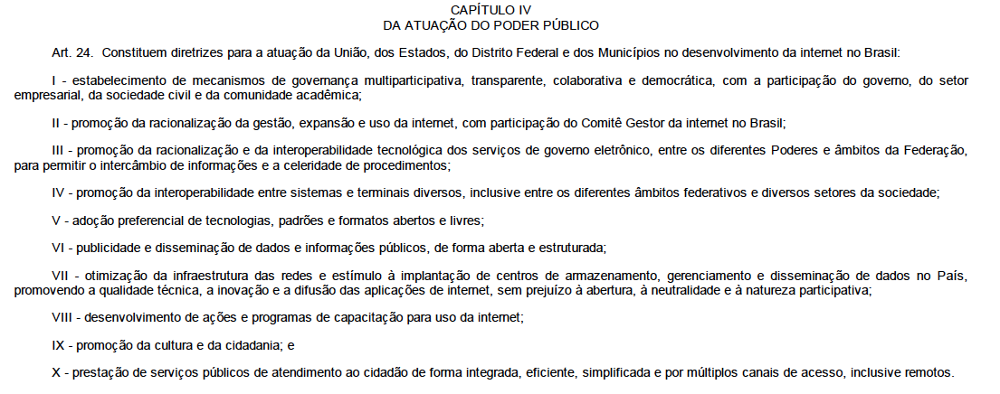 CAPÍTULO IV
DA ATUAÇÃO DO PODER PÚBLICO
Art. 24.  Constituem diretrizes para a atuação da União, dos Estados, do Distrito Federal e dos Municípios no desenvolvimento da internet no Brasil:
I - estabelecimento de mecanismos de governança multiparticipativa, transparente, colaborativa e democrática, com a participação do governo, do setor
empresarial, da sociedade civil e da comunidade acadêmica;
II - promoção da racionalização da gestão, expansão e uso da internet, com participação do Comitê Gestor da internet no Brasil;
III - promoção da racionalização e da interoperabilidade tecnológica dos serviços de governo eletrônico, entre os diferentes Poderes e âmbitos da Federação,
para permitir o intercâmbio de informações e a celeridade de procedimentos;
IV - promoção da interoperabilidade entre sistemas e terminais diversos, inclusive entre os diferentes âmbitos federativos e diversos setores da sociedade;
V - adoção preferencial de tecnologias, padrões e formatos abertos e livres;
VI - publicidade e disseminação de dados e informações públicos, de forma aberta e estruturada;
VII - otimização da infraestrutura das redes e estímulo à implantação de centros de armazenamento, gerenciamento e disseminação de dados no País,
promovendo a qualidade técnica, a inovação e a difusão das aplicações de internet, sem prejuízo à abertura, à neutralidade e à natureza participativa;
VIII - desenvolvimento de ações e programas de capacitação para uso da internet;
IX - promoção da cultura e da cidadania; e
X - prestação de serviços públicos de atendimento ao cidadão de forma integrada, eficiente, simplificada e por múltiplos canais de acesso, inclusive remotos.